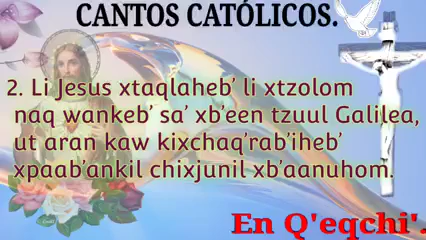 CANTOS CATÓLICOS.
2. Li Jesus xtaqlaheb' li xtzolom
naq wankeb' sa' xb'een tzuul Galilea,
ut aran kaw kixchaq'rab'iheb'
xpaab'ankil chixjunil xb'aanuhom.
En Q'eqchi'.